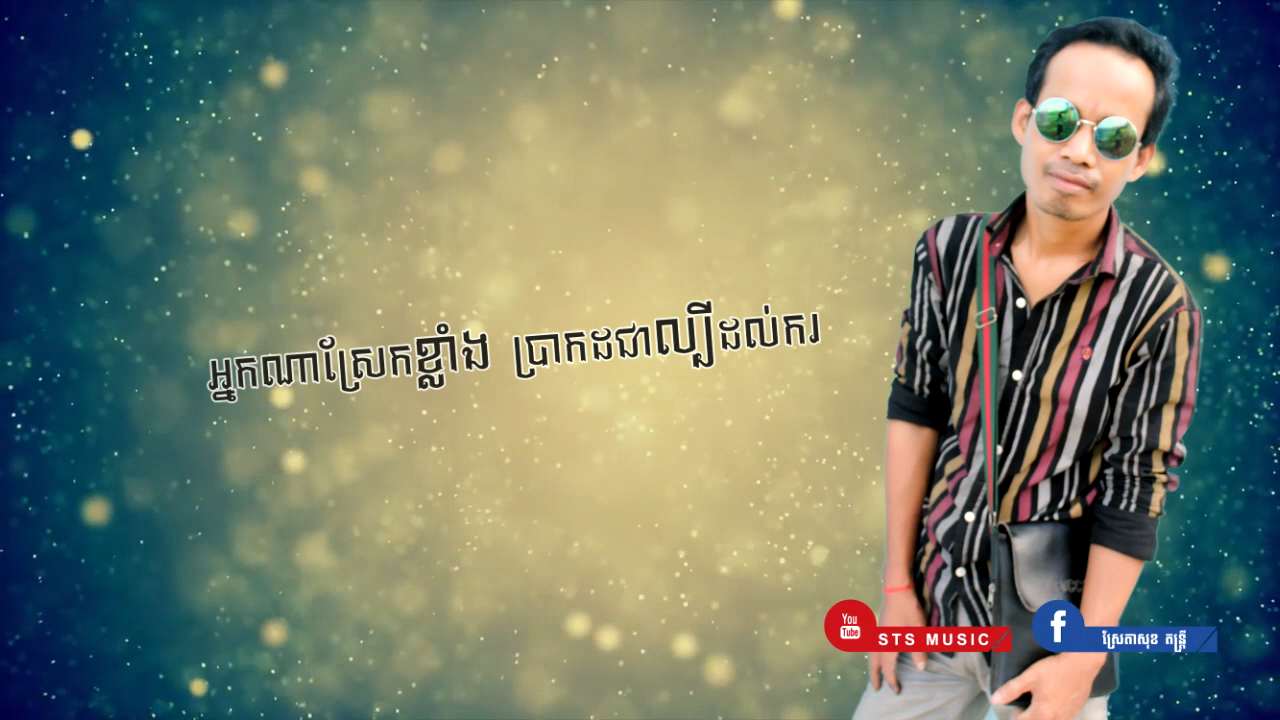 អ្នកណាស្រែកខ្លាំង ប្រាកដជាល្បីដល់ករ
You
Tube
STS MUSIC
f
ស្រែតាសុខ តន្ត្រី